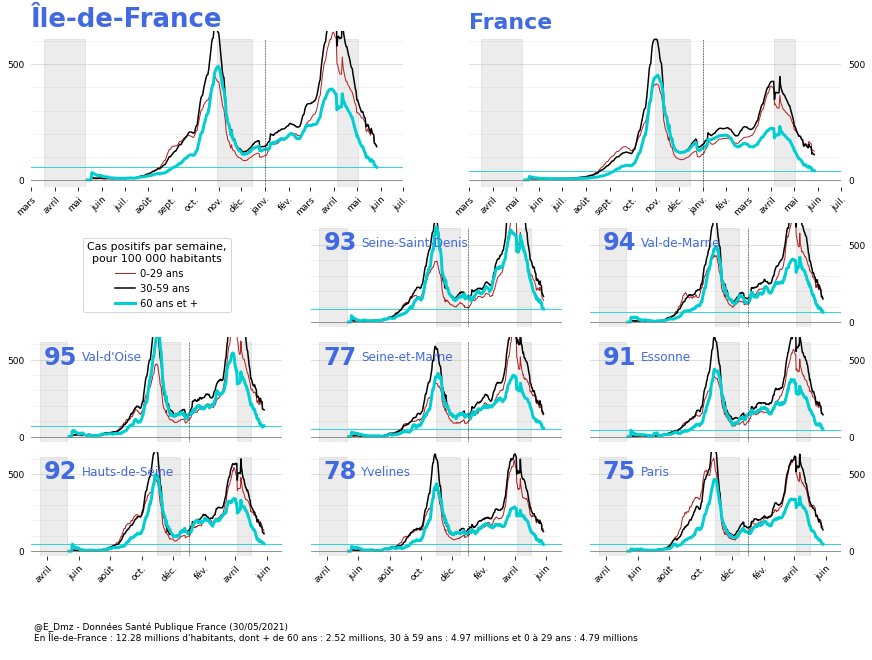 Île-de-France
France
500
0
mars avril mai juin juil. août sept. oct. nov. déc. janv. fév. mars avril mai juin juil.
500
0
mars avril mai juin juil. août sept. oct. nov. déc. janv. fév. mars avril mai juin juil.
Cas positifs par semaine,
pour 100 000 habitants
0-29 ans
30-59 ans
60 ans et +
93 Seine-Saint-Denis
94 Val-de-Marne
500
0
95 Val-d'Oise
500
0
77 Seine-et-Marne
91 Essonne
500
0
92 Hauts-de-Seine
500
0
78 Yvelines
75 Paris
500
0
avril juin août oct. déc. fév. avril juin
avril juin août oct. déc. fév. avril juin
avril juin août oct. déc. fév. avril juin
@E_Dmz - Données Santé Publique France (30/05/2021)
En Île-de-France : 12.28 millions d'habitants, dont + de 60 ans : 2.52 millions, 30 à 59 ans : 4.97 millions et 0 à 29 ans : 4.79 millions